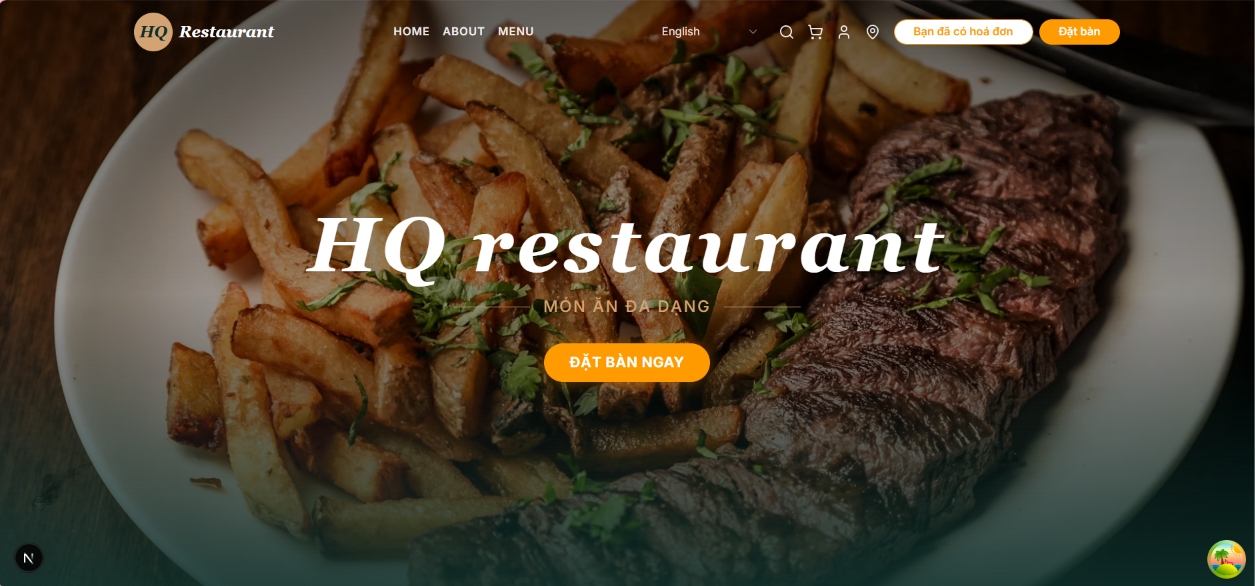 HQ Restaurant
HOME ABOUT MENU
English
Bạn đã có hoá đơn
Đặt bàn
HQ restaurant
MÓN ĂN ĐA DẠNG
ĐẶT BÀN NGAY
N